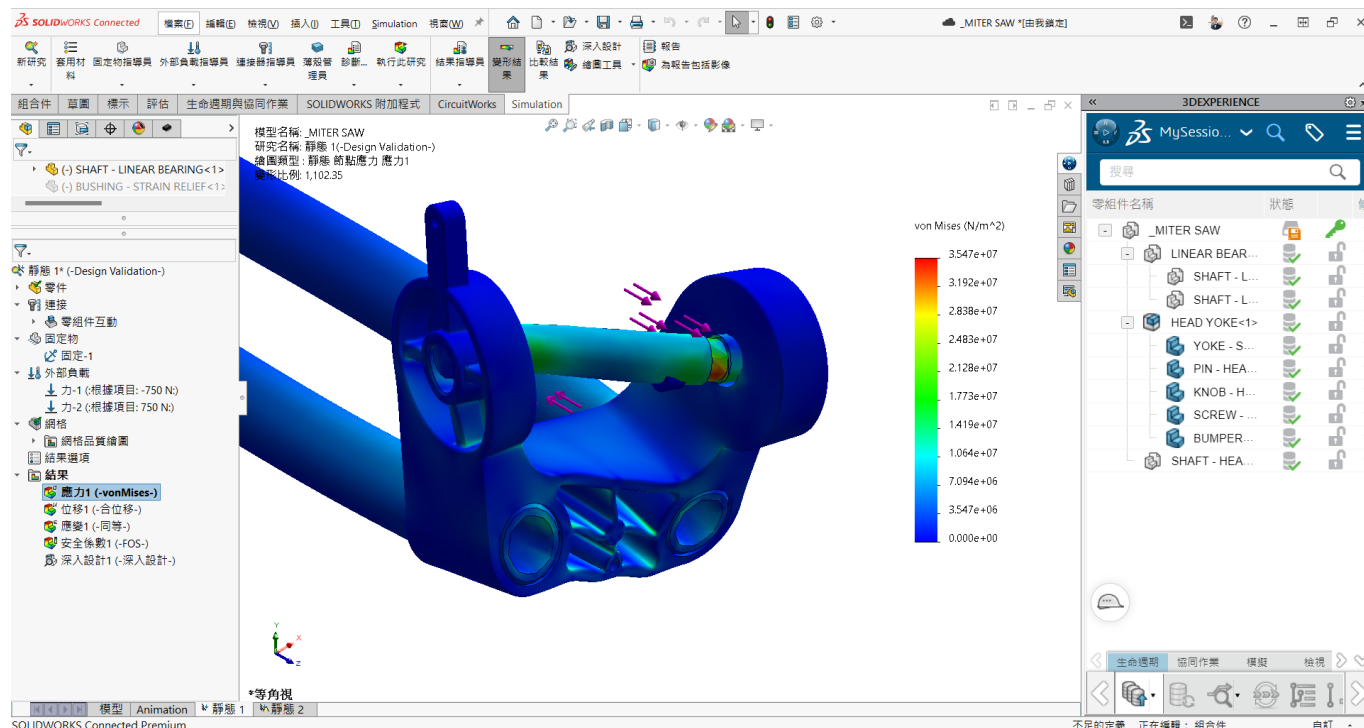 SOLIDWORKS Connected 檔案(F) 編輯(E) 檢視(V) 插入(I) 工具(T) Simulation 視窗(W)
_MITER SAW *[由我鎖定]
新研究
套用材料
固定物指導員
外部負載指導員
連接器指導員
薄殼管理員
診斷...
執行此研究
結果指導員
變形結果
比較結果
深入設計
繪圖工具
報告
為報告包括影像
組合件 草圖 標示 評估 生命週期與協同作業 SOLIDWORKS 附加程式 CircuitWorks Simulation
(-) SHAFT - LINEAR BEARING<1>
(-) BUSHING - STRAIN RELIEF<1>
靜態 1* (-Design Validation-)
零件
連接
零組件互動
固定物
固定-1
外部負載
力-1 (:根據項目: -750 N:)
力-2 (:根據項目: 750 N:)
網格
網格品質繪圖
結果選項
結果
應力1 (-vonMises-)
位移1 (-合位移-)
應變1 (-同等-)
安全係數1 (-FOS-)
深入設計1 (-深入設計-)
模型名稱: _MITER SAW
研究名稱: 靜態 1(-Design Validation-)
繪圖類型: 靜態 節點應力 應力1
變形比例: 1,102.35
von Mises (N/m^2)
3.547e+07
3.192e+07
2.838e+07
2.483e+07
2.128e+07
1.773e+07
1.419e+07
1.064e+07
7.094e+06
3.547e+06
0.000e+00
Y
X
Z
*等角視
模型 Animation 靜態 1 靜態 2
SOLIDWORKS Connected Premium
不足的定義 正在編輯: 組合件 自訂
3DEXPERIENCE
MySessio...
搜尋
零組件名稱 狀態
_MITER SAW
LINEAR BEAR...
SHAFT - L...
SHAFT - L...
HEAD YOKE<1>
YOKE - S...
PIN - HEA...
KNOB - H...
SCREW - ...
BUMPER...
SHAFT - HEA...
生命週期 協同作業 模擬 檢視